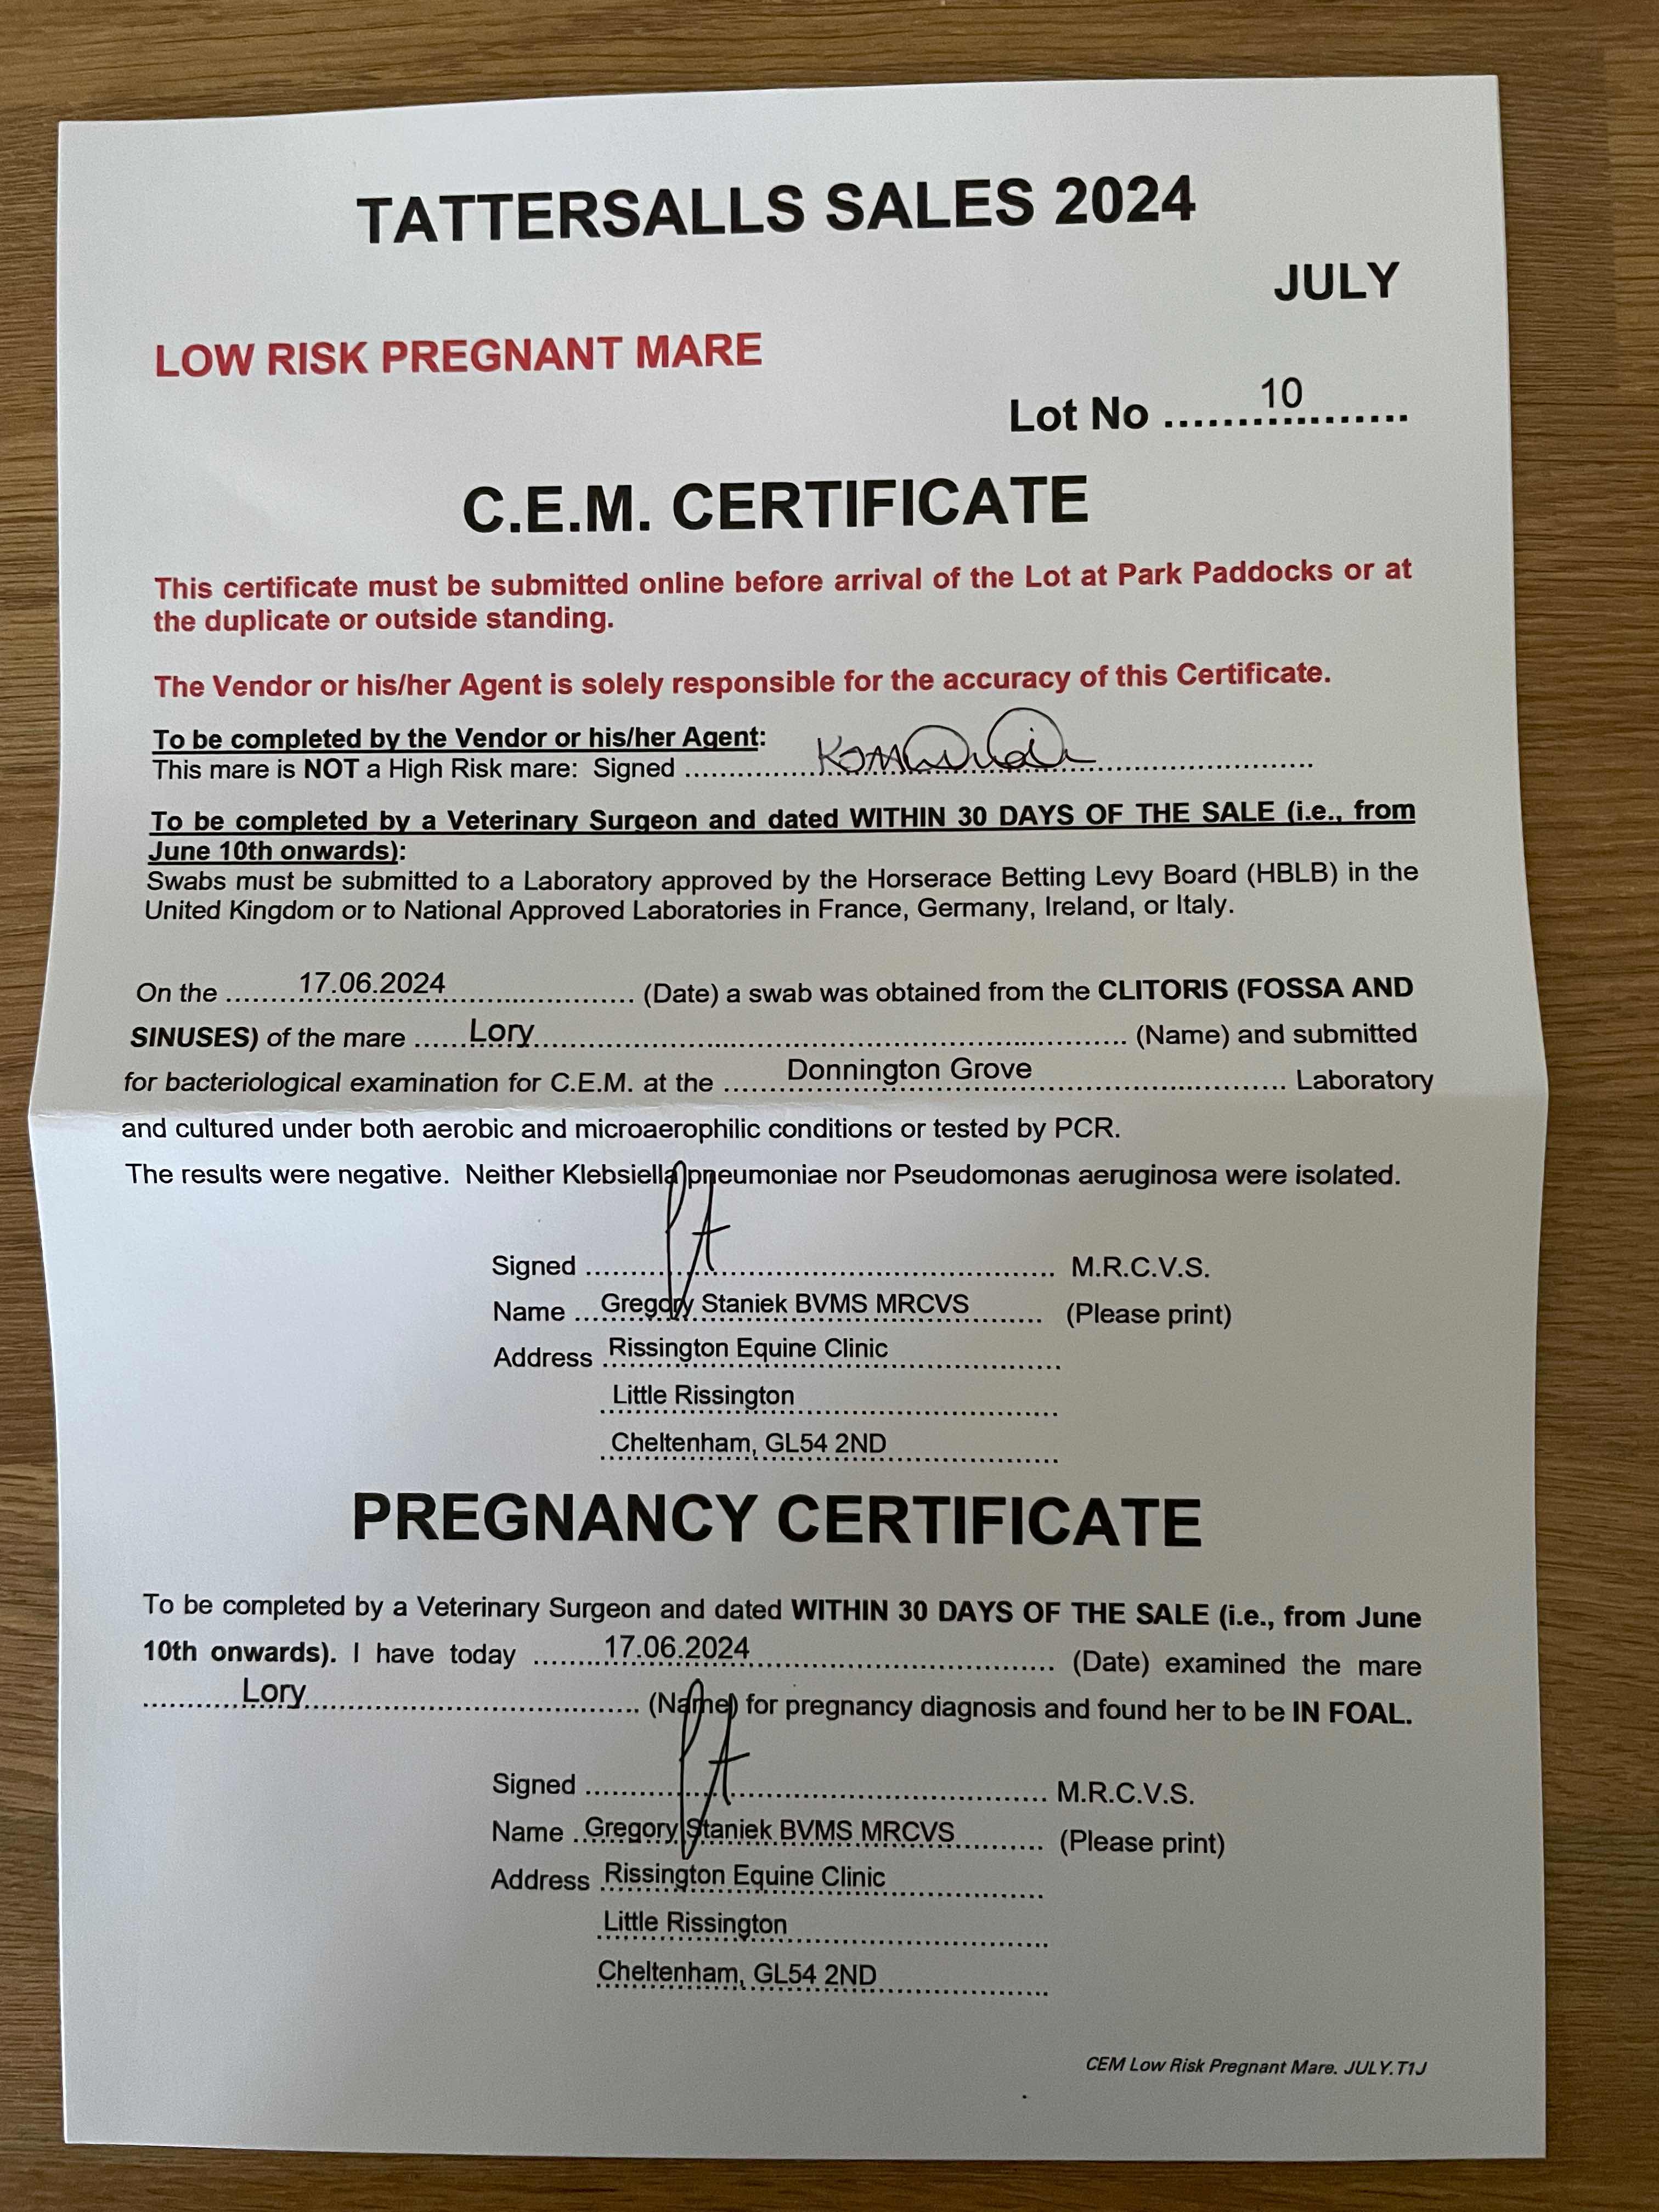 TATTERSALLS SALES 2024
JULY
LOW RISK PREGNANT MARE
Lot No ................. 10
C.E.M. CERTIFICATE
This certificate must be submitted online before arrival of the Lot at Park Paddocks or at
the duplicate or outside standing.
The Vendor or his/her Agent is solely responsible for the accuracy of this Certificate.
To be completed by the Vendor or his/her Agent:
This mare is NOT a High Risk mare: Signed
To be completed by a Veterinary Surgeon and dated WITHIN 30 DAYS OF THE SALE (i.e., from
June 10th onwards):
Swabs must be submitted to a Laboratory approved by the Horserace Betting Levy Board (HBLB) in the
United Kingdom or to National Approved Laboratories in France, Germany, Ireland, or Italy.
On the 17.06.2024 (Date) a swab was obtained from the CLITORIS (FOSSA AND
SINUSES) of the mare Lory (Name) and submitted
for bacteriological examination for C.E.M. at the Donnington Grove Laboratory
and cultured under both aerobic and microaerophilic conditions or tested by PCR.
The results were negative. Neither Klebsiella pneumoniae nor Pseudomonas aeruginosa were isolated.
Signed M.R.C.V.S.
Name Gregory Staniek BVMS MRCVS (Please print)
Address Rissington Equine Clinic
Little Rissington
Cheltenham, GL54 2ND
PREGNANCY CERTIFICATE
To be completed by a Veterinary Surgeon and dated WITHIN 30 DAYS OF THE SALE (i.e., from June
10th onwards). I have today 17.06.2024 (Date) examined the mare
Lory (Name) for pregnancy diagnosis and found her to be IN FOAL.
Signed M.R.C.V.S.
Name Gregory Staniek BVMS MRCVS (Please print)
Address Rissington Equine Clinic
Little Rissington
Cheltenham, GL54 2ND
CEM Low Risk Pregnant Mare. JULY.T1J